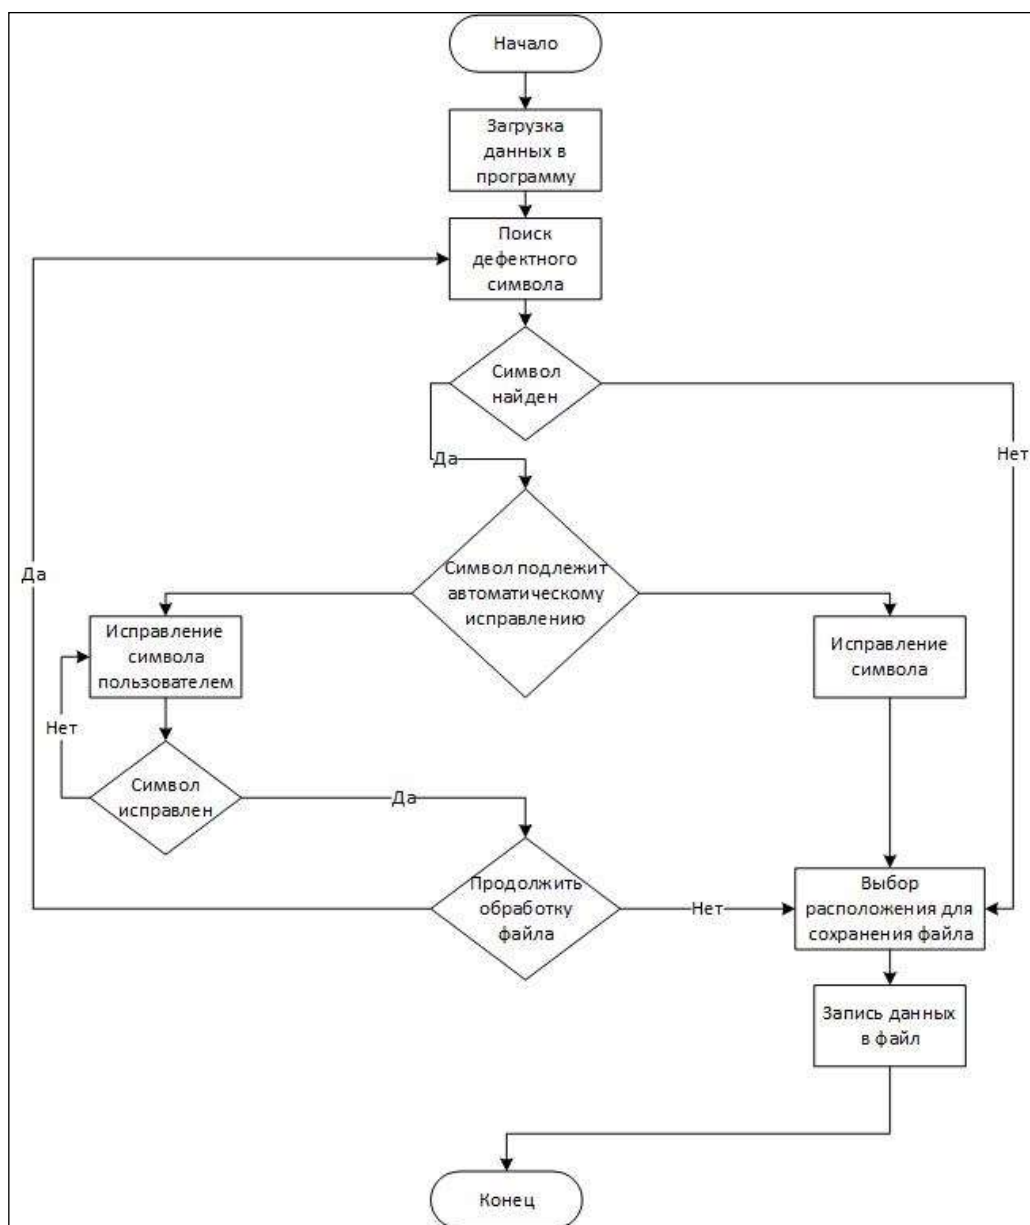 Начало
Загрузка
данных в
программу
Поиск
дефектного
символа
Символ
найден
Да
Нет
Символ подлежит
автоматическому
исправлению
Да
Исправление
символа
пользователем
Исправление
символа
Нет
Символ
исправлен
Да
Продолжить
обработку
файла
Нет
Выбор
расположения для
сохранения файла
Запись данных
в файл
Конец